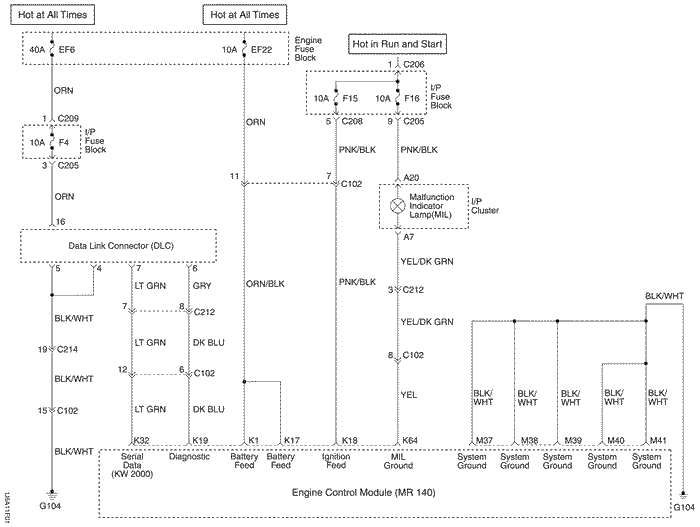 Hot at All Times
Hot at All Times
40A EF6
10A EF22
Engine
Fuse
Block
Hot in Run and Start
1 C206
ORN
10A F15
10A F16
I/P
Fuse
Block
1 C209
10A F4
I/P
Fuse
Block
5 C208
9 C205
ORN
3 C205
PNK/BLK
PNK/BLK
11
7 C102
A20
ORN
Malfunction
Indicator
Lamp(MIL)
I/P
Cluster
16
Data Link Connector (DLC)
A7
5 4 7 6
YEL/DK GRN
LT GRN
GRY
ORN/BLK
PNK/BLK
3 C212
BLK/WHT
7 8 C212
BLK/WHT
YEL/DK GRN
19 C214
LT GRN
DK BLU
8 C102
BLK/WHT
12 6 C102
YEL
BLK/
WHT
BLK/
WHT
BLK/
WHT
BLK/
WHT
BLK/
WHT
15 C102
LT GRN
DK BLU
BLK/WHT
K32 K19 K1 K17 K18 K64 M37 M38 M39 M40 M41
Serial
Data
(KW 2000)
Diagnostic
Battery
Feed
Battery
Feed
Ignition
Feed
MIL
Ground
System
Ground
System
Ground
System
Ground
System
Ground
System
Ground
Engine Control Module (MR 140)
G104
G104